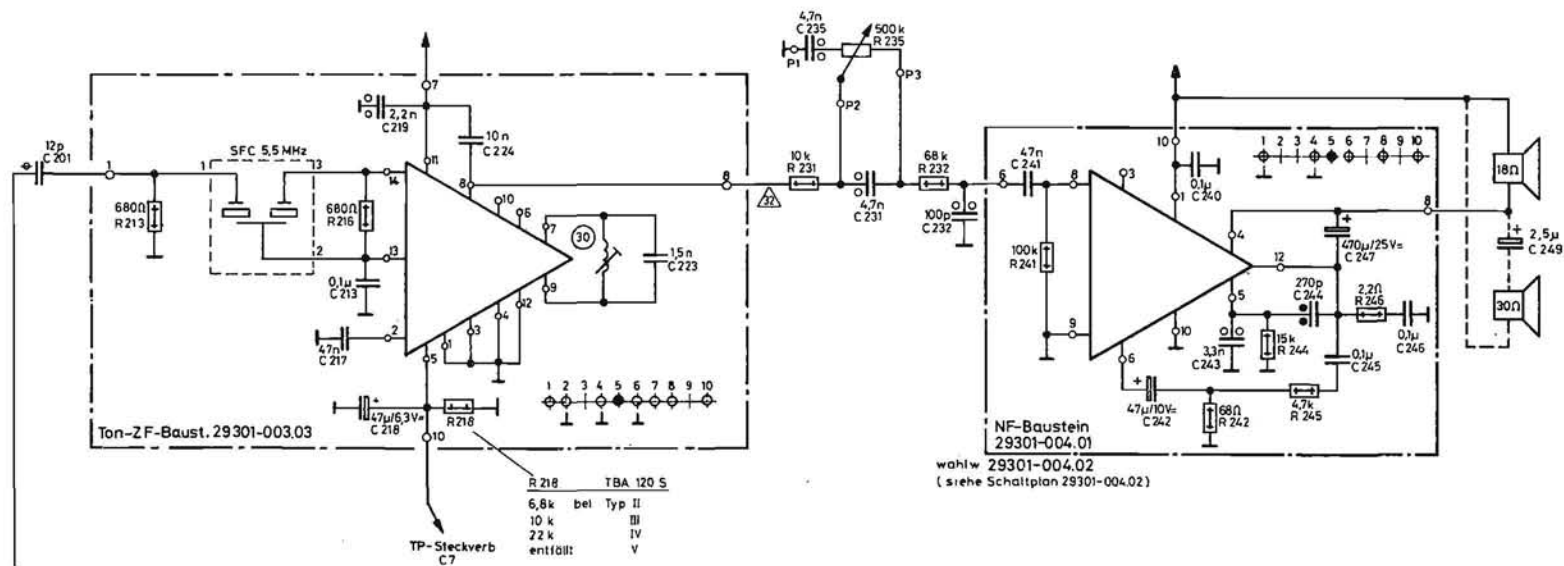 4,7n
C 235
P1
500 k
R 235
P3
P2
7
2,2n
C 219
10 n
C 224
11
12p
C 201
1
SFC 5,5 MHz
1
3
2
680Ω
R 213
680Ω
R 216
0,1µ
C 213
47n
C 217
14
13
2
5
1
3
4
12
8
10
6
7
9
30
1,5 n
C 223
8
32
10 k
R 231
4,7n
C 231
68 k
R 232
100p
C 232
6
47n
C 241
100k
R 241
8
9
3
10
1
0,1µ
C 240
1 2 3 4 5 6 7 8 9 10
4
12
5
10
6
470µ/25V=
C 247
8
18Ω
2,5µ
C 249
30Ω
270p
C 244
2,2Ω
R 246
0,1µ
C 246
3,3n
C 243
15k
R 244
0,1µ
C 245
47µ/10V=
C 242
68Ω
R 242
4,7k
R 245
47µ/6,3V=
C 218
R 218
10
1 2 3 4 5 6 7 8 9 10
Ton-ZF-Baust. 29301-003.03
NF-Baustein
29301-004.01
wahlw 29301-004.02
( siehe Schaltplan 29301-004.02)
R 218 TBA 120 S
6,8k bei Typ II
10 k III
22 k IV
entfällt V
TP-Steckverb
C7